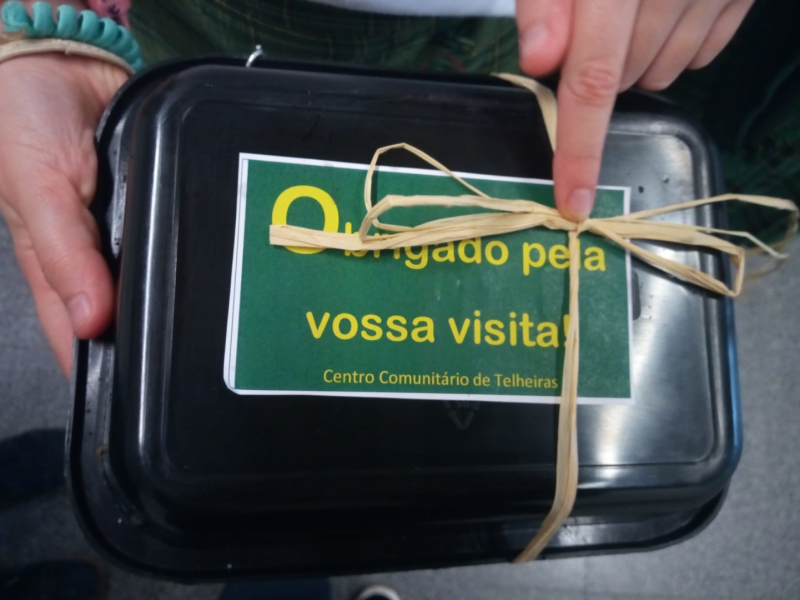 Obrigado pela
vossa visita!
Centro Comunitário de Telheiras